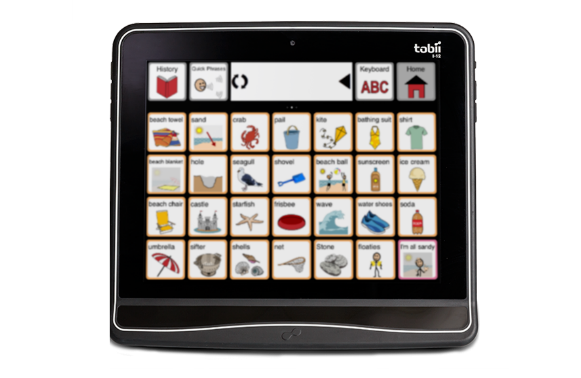 tobii
I-12
History
Quick Phrases
Keyboard
ABC
Home
beach towel
sand
crab
pail
kite
bathing suit
shirt
beach blanket
hole
seagull
shovel
beach ball
sunscreen
ice cream
beach chair
castle
starfish
frisbee
wave
water shoes
soda
umbrella
sifter
shells
net
Stone
floaties
I'm all sandy